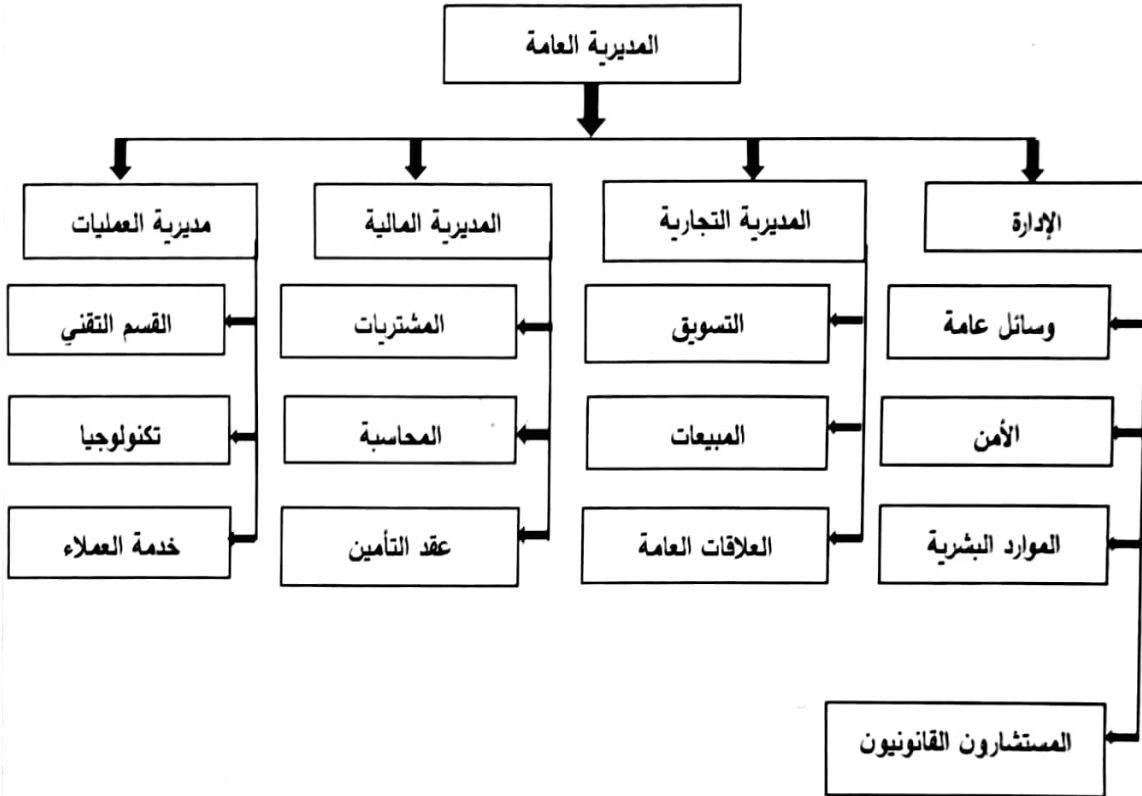 المديرية العامة
الإدارة
المديرية التجارية
المديرية المالية
مديرية العمليات
وسائل عامة
التسويق
المشتريات
القسم التقني
الأمن
المبيعات
المحاسبة
تكنولوجيا
الموارد البشرية
العلاقات العامة
عقد التأمين
خدمة العملاء
المستشارون القانونيون